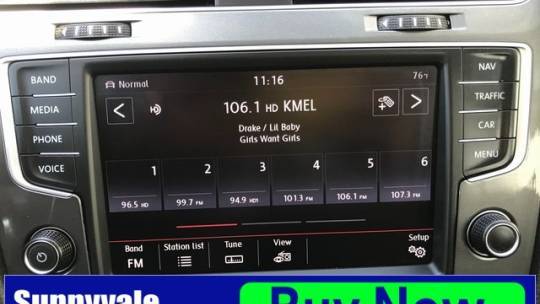 BAND
MEDIA
PHONE
VOICE
NAV
TRAFFIC
CAR
MENU
Normal
11:16
76°F
106.1 HD KMEL
Drake / Lil Baby
Girls Want Girls
1 2 3 4 5 6
96.5 HD 99.7 FM 94.9 HD1 101.3 FM 106.1 FM 107.3 FM
Band Station list Tune View Setup
FM
Sunnyvale
Buy Now